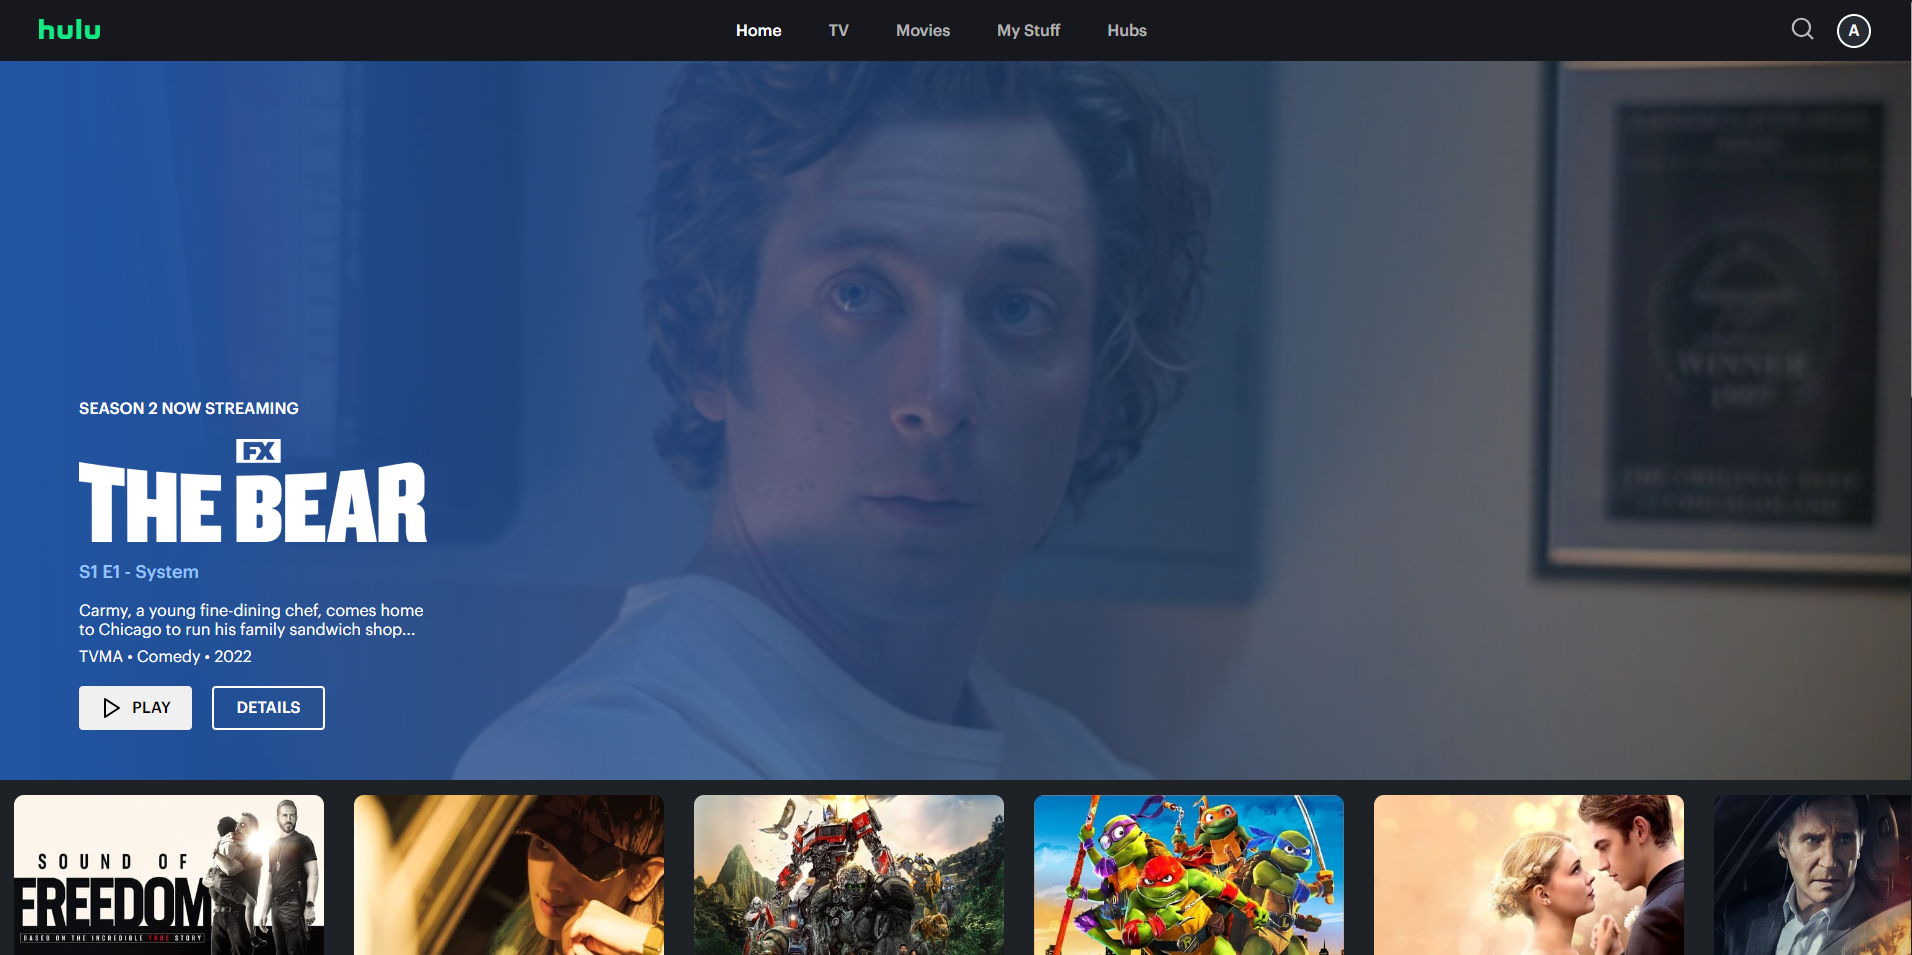 hulu
Home TV Movies My Stuff Hubs
A
SEASON 2 NOW STREAMING
FX
THE BEAR
S1 E1 - System
Carmy, a young fine-dining chef, comes home
to Chicago to run his family sandwich shop...
TVMA • Comedy • 2022
PLAY DETAILS
WINNER
1997
SOUND OF
FREEDOM
BASED ON THE INCREDIBLE TRUE STORY